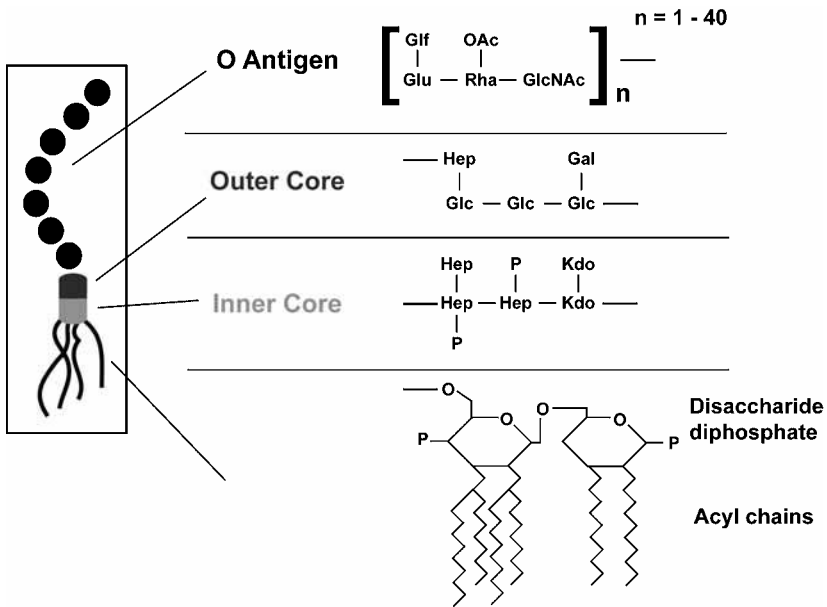 n = 1 - 40
O Antigen
Glf OAc
Glu Rha GlcNAc
n
Outer Core
Hep Gal
Glc Glc Glc
Inner Core
Hep P Kdo
Hep Hep Kdo
P
O
O O O
P P
Disaccharide
diphosphate
Acyl chains